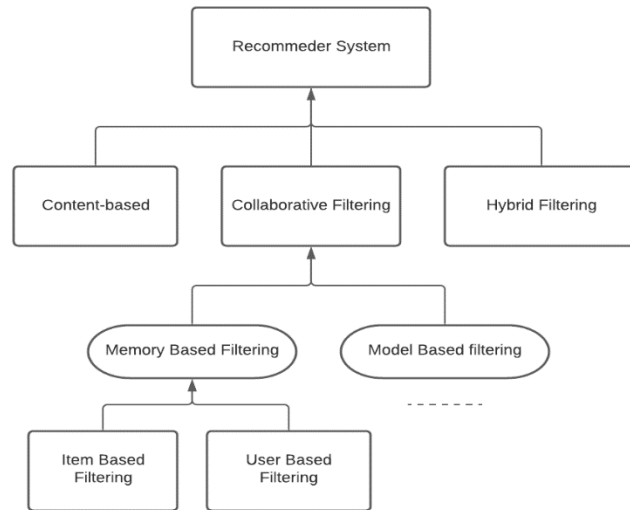 Recommeder System
Content-based
Collaborative Filtering
Hybrid Filtering
Memory Based Filtering
Model Based filtering
Item Based
Filtering
User Based
Filtering